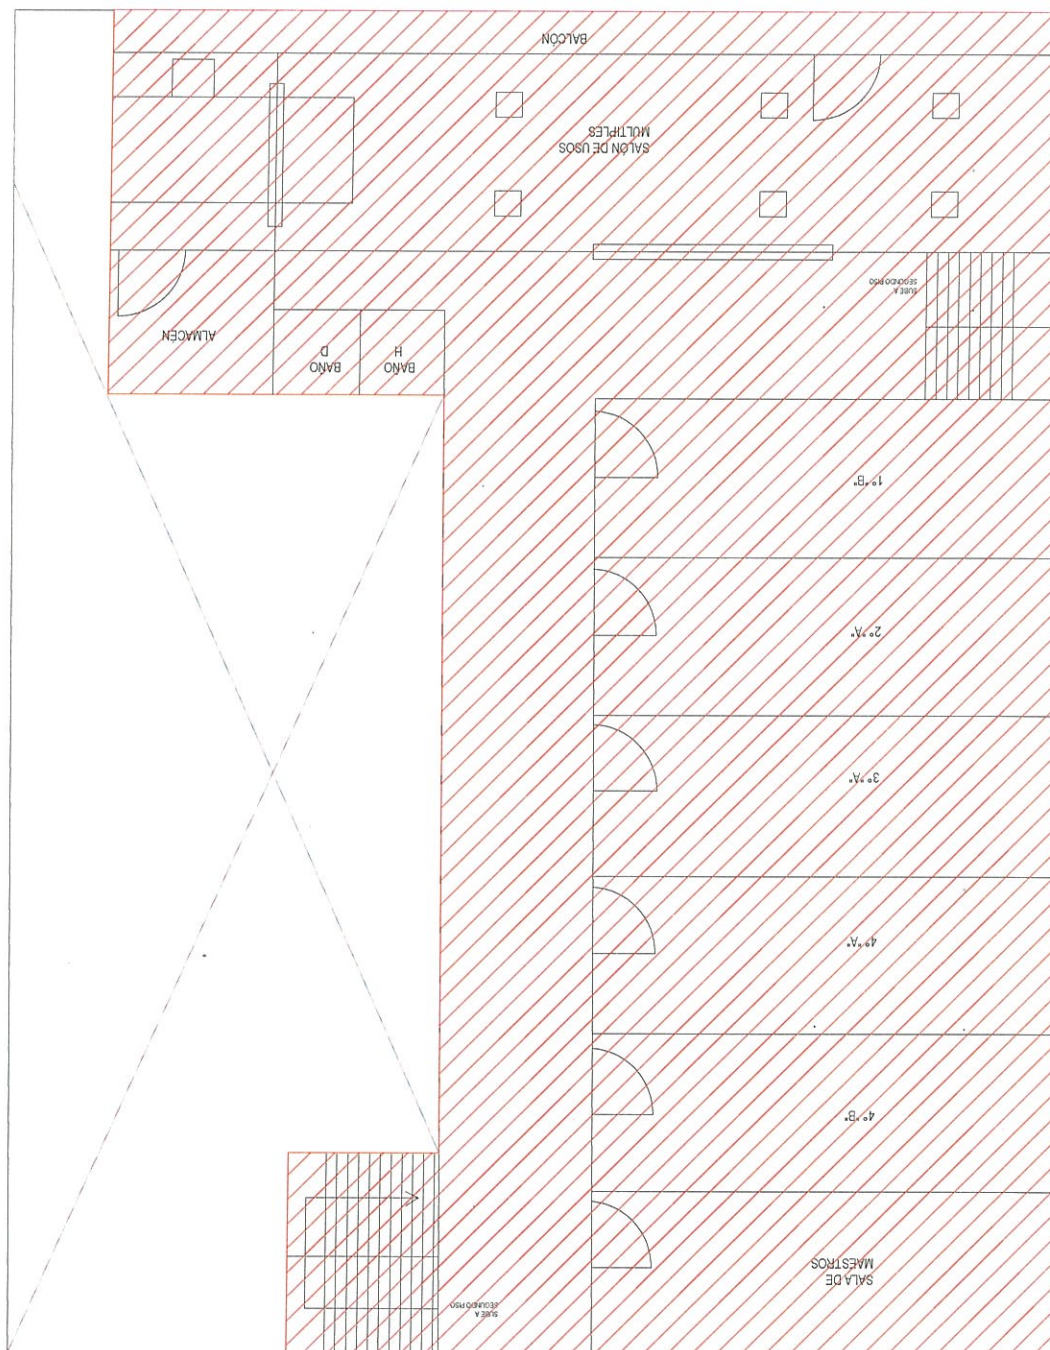 SALA DE
MAESTROS
SUBE A
SEGUNDO PISO
4° "B"
4° "A"
3° "A"
2° "A"
1° "B"
BAÑO
H
BAÑO
D
ALMACÉN
SUBE A
SEGUNDO PISO
SALÓN DE USOS
MÚLTIPLES
BALCÓN